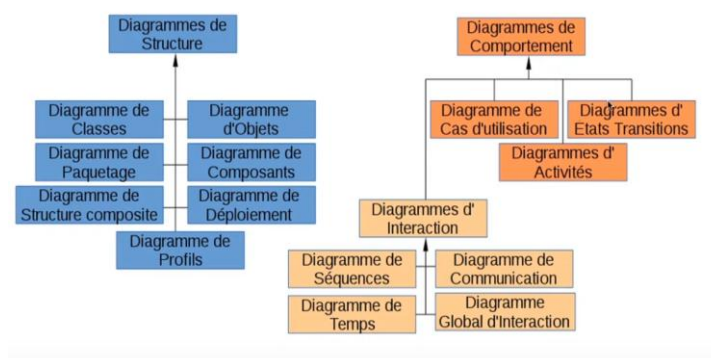 Diagrammes de
Structure
Diagramme de
Classes
Diagramme
d'Objets
Diagramme de
Paquetage
Diagramme de
Composants
Diagramme de
Structure composite
Diagramme de
Déploiement
Diagramme de
Profils
Diagrammes de
Comportement
Diagramme de
Cas d'utilisation
Diagrammes d'
Etats Transitions
Diagrammes d'
Activités
Diagrammes d'
Interaction
Diagramme de
Séquences
Diagramme de
Communication
Diagramme de
Temps
Diagramme
Global d'Interaction